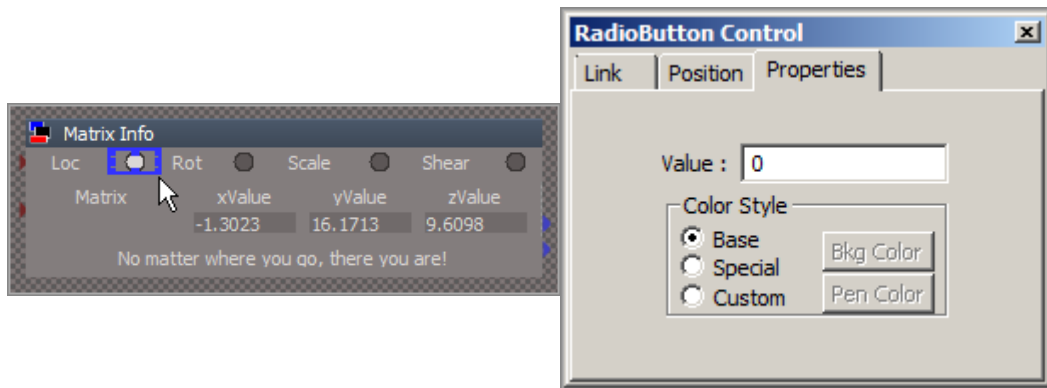 Matrix Info
Loc Rot Scale Shear
Matrix xValue yValue zValue
-1.3023 16.1713 9.6098
No matter where you go, there you are!
RadioButton Control
Link Position Properties
Value : 0
Color Style
Base
Special
Custom
Bkg Color
Pen Color